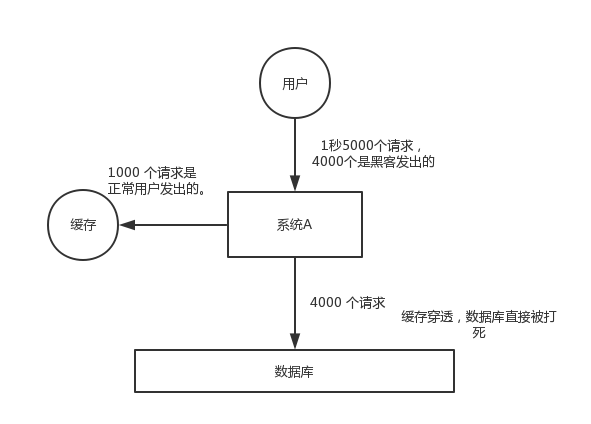 用户
1秒5000个请求，
4000个是黑客发出的
1000 个请求是
正常用户发出的。
缓存
系统A
4000 个请求
缓存穿透，数据库直接被打
死
数据库